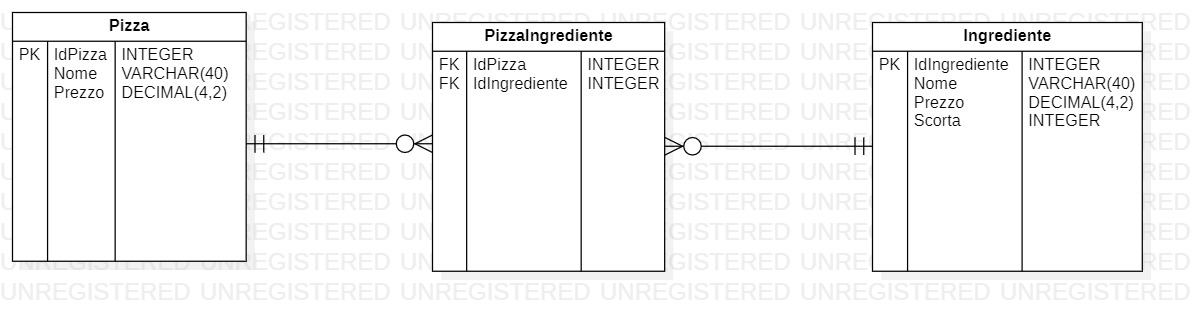 Pizza
PK IdPizza INTEGER
Nome VARCHAR(40)
Prezzo DECIMAL(4,2)
PizzaIngrediente
FK IdPizza INTEGER
FK IdIngrediente INTEGER
Ingrediente
PK IdIngrediente INTEGER
Nome VARCHAR(40)
Prezzo DECIMAL(4,2)
Scorta INTEGER
UNREGISTERED UNREGISTERED UNREGISTERED UNREGISTERED UNREGISTERED UNREGISTERED